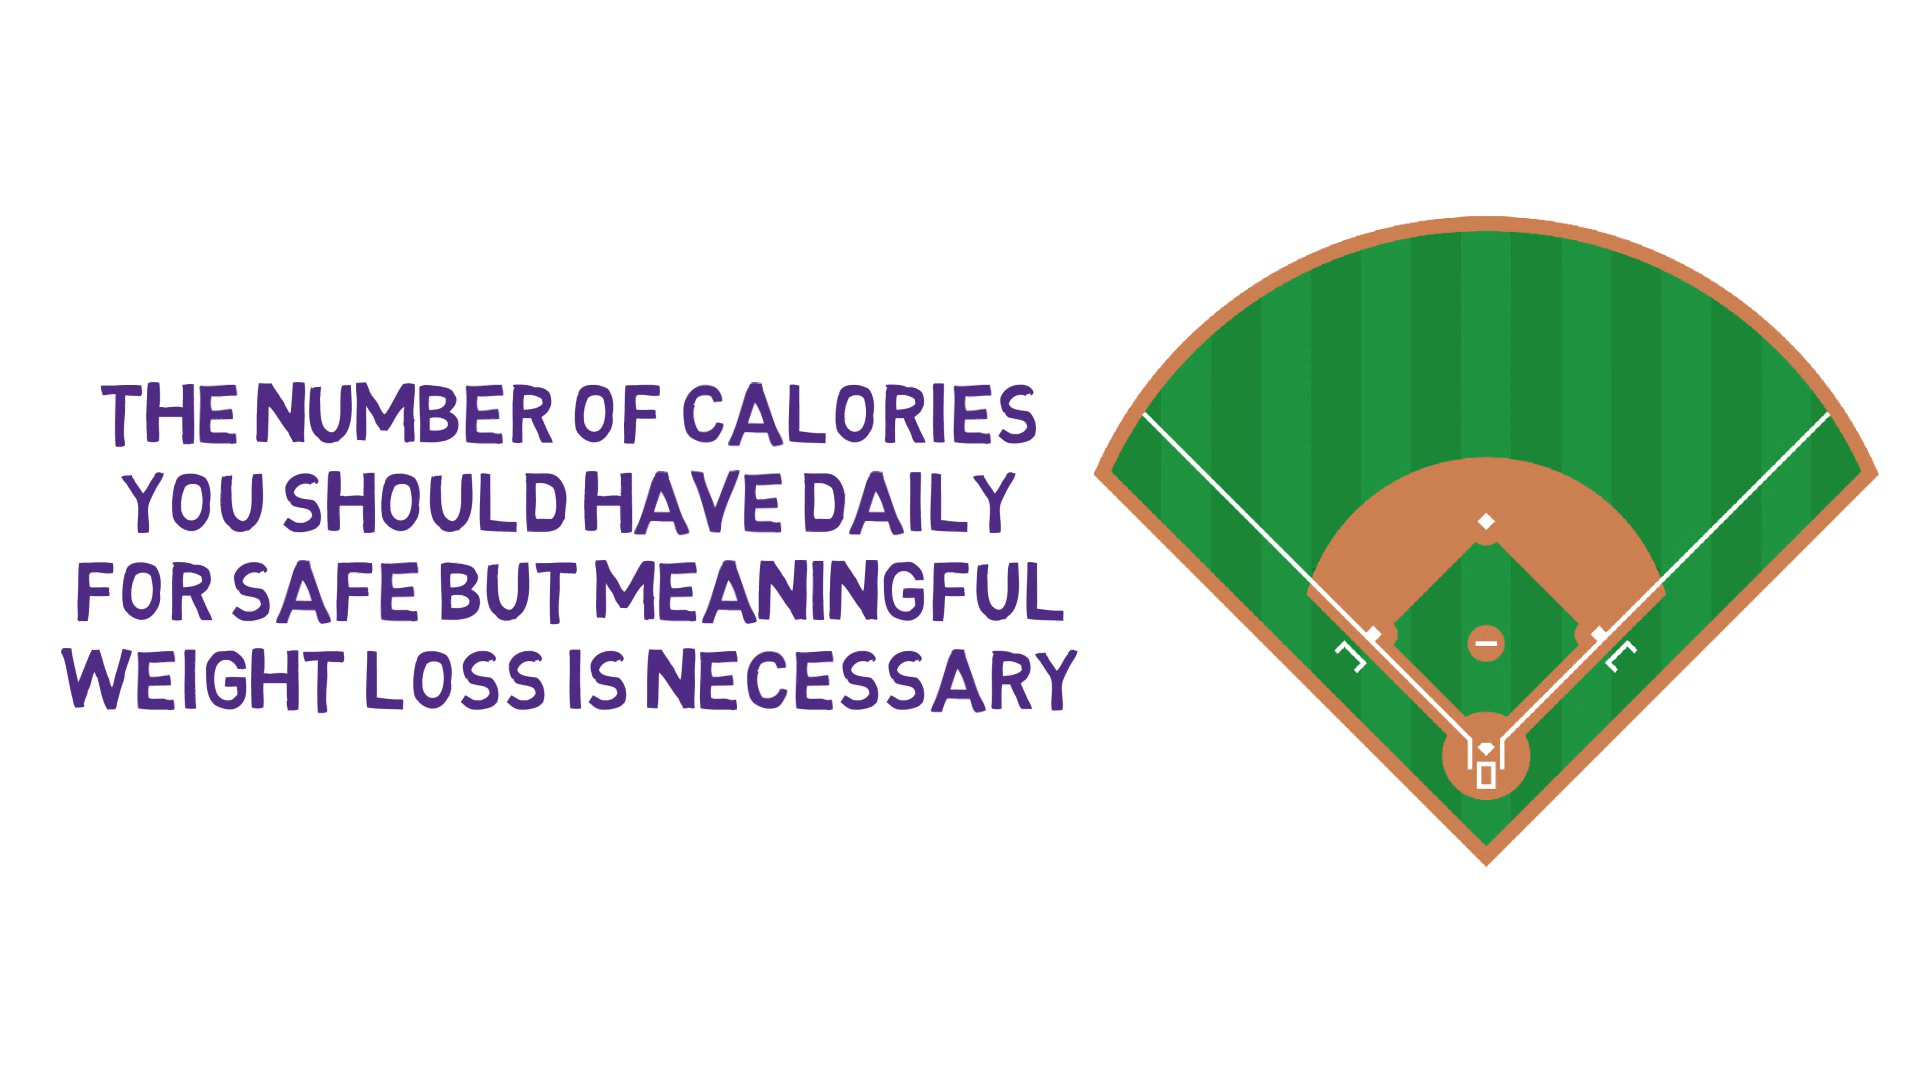 THE NUMBER OF CALORIES
YOU SHOULD HAVE DAILY
FOR SAFE BUT MEANINGFUL
WEIGHT LOSS IS NECESSARY